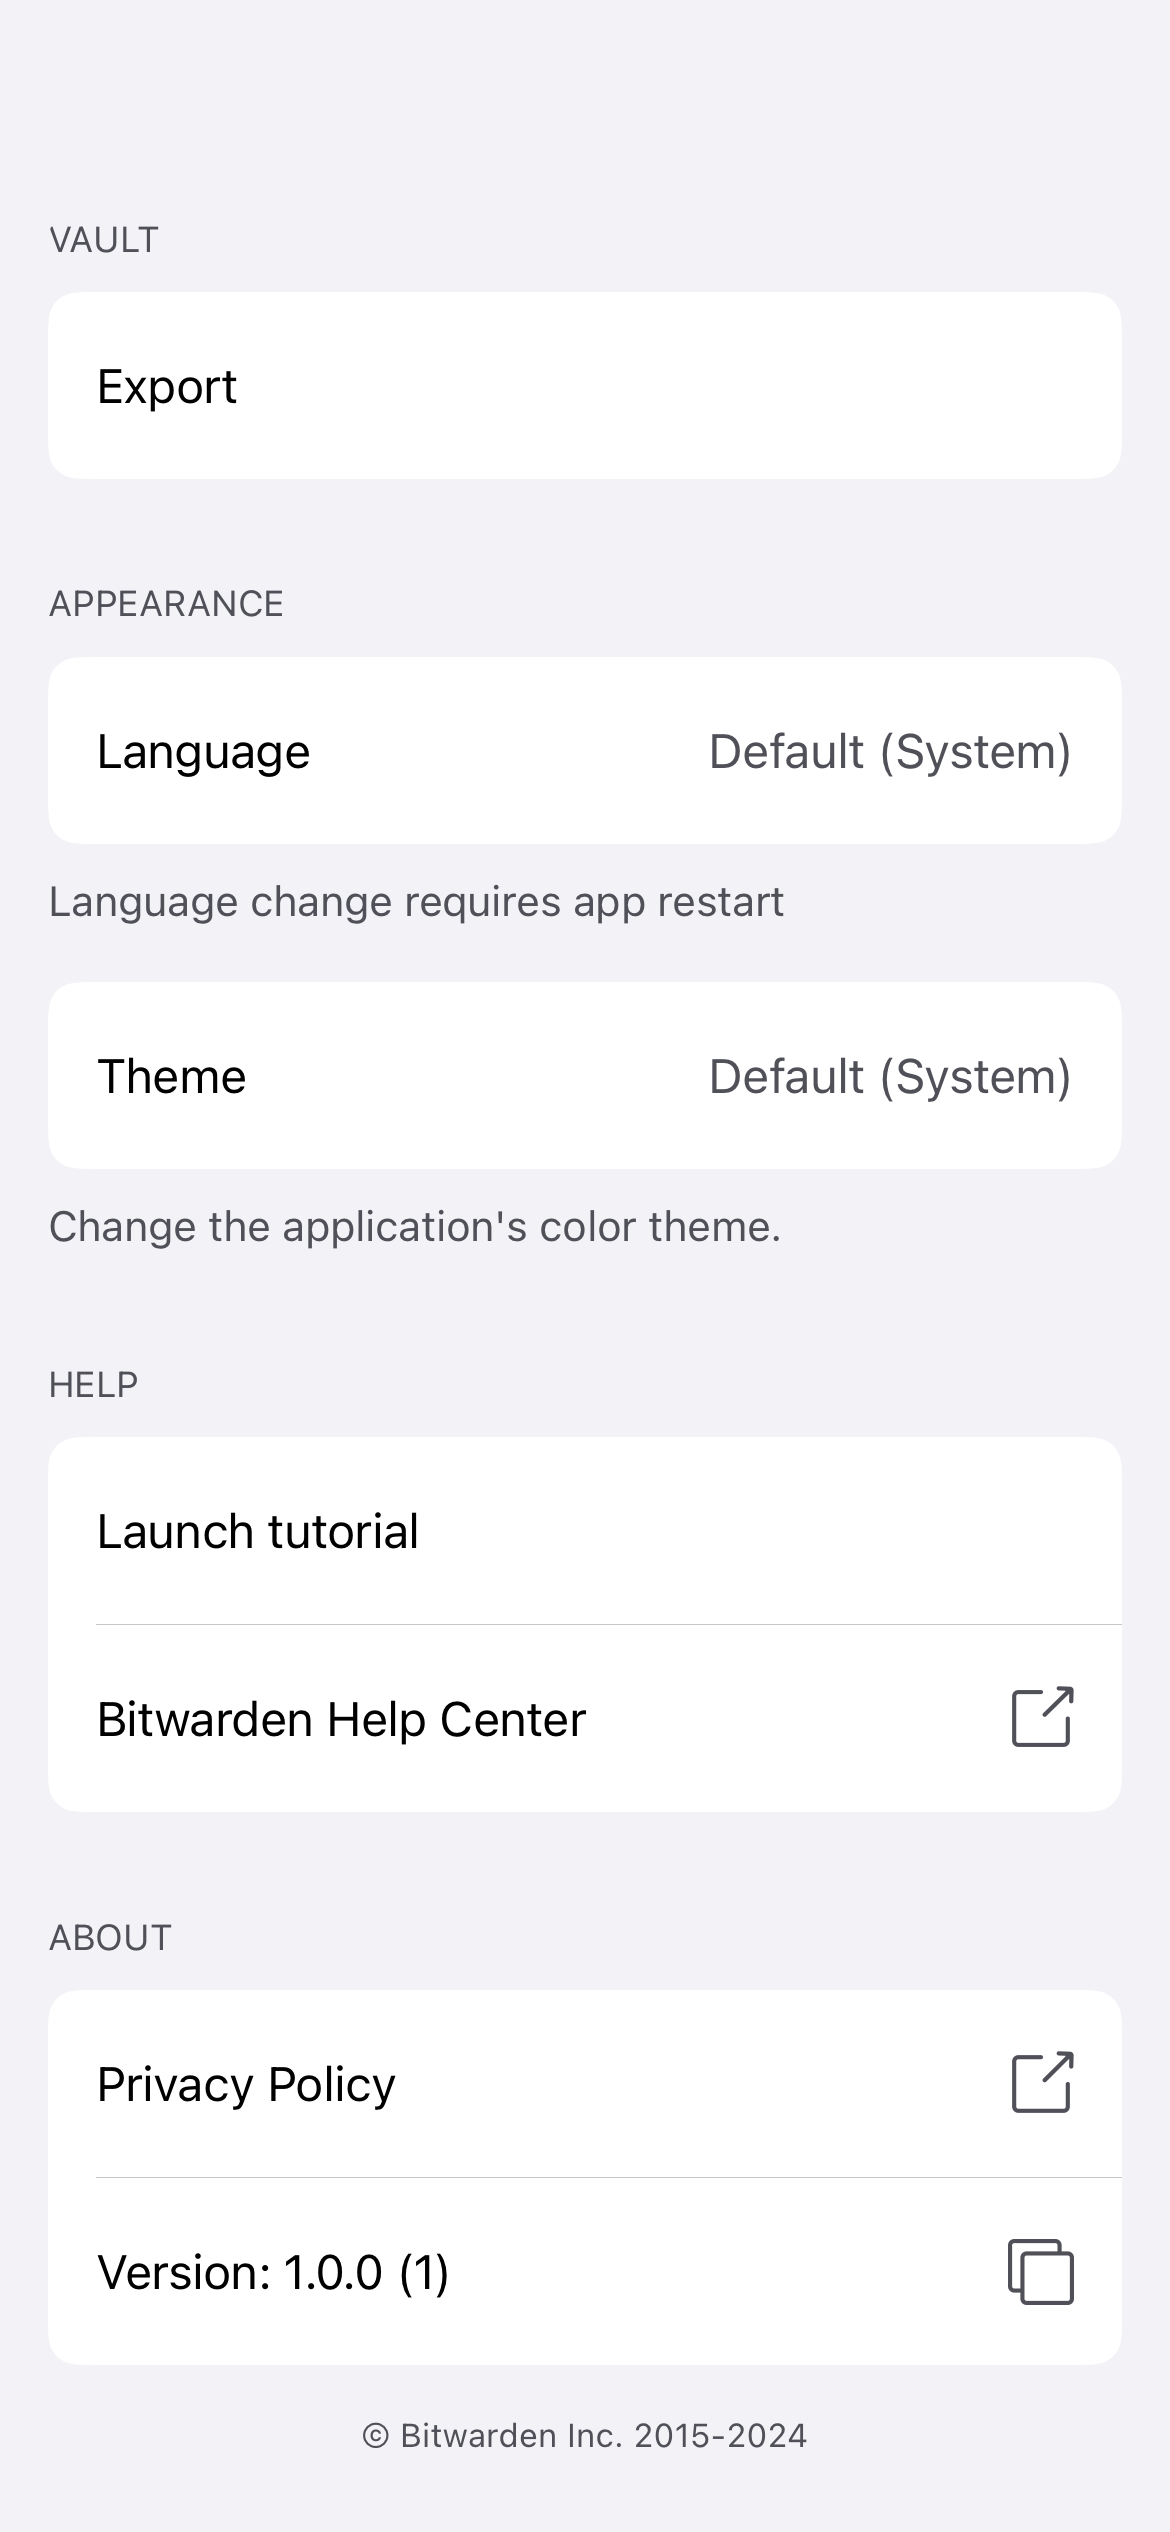 VAULT
Export
APPEARANCE
Language Default (System)
Language change requires app restart
Theme Default (System)
Change the application's color theme.
HELP
Launch tutorial
Bitwarden Help Center
ABOUT
Privacy Policy
Version: 1.0.0 (1)
© Bitwarden Inc. 2015-2024